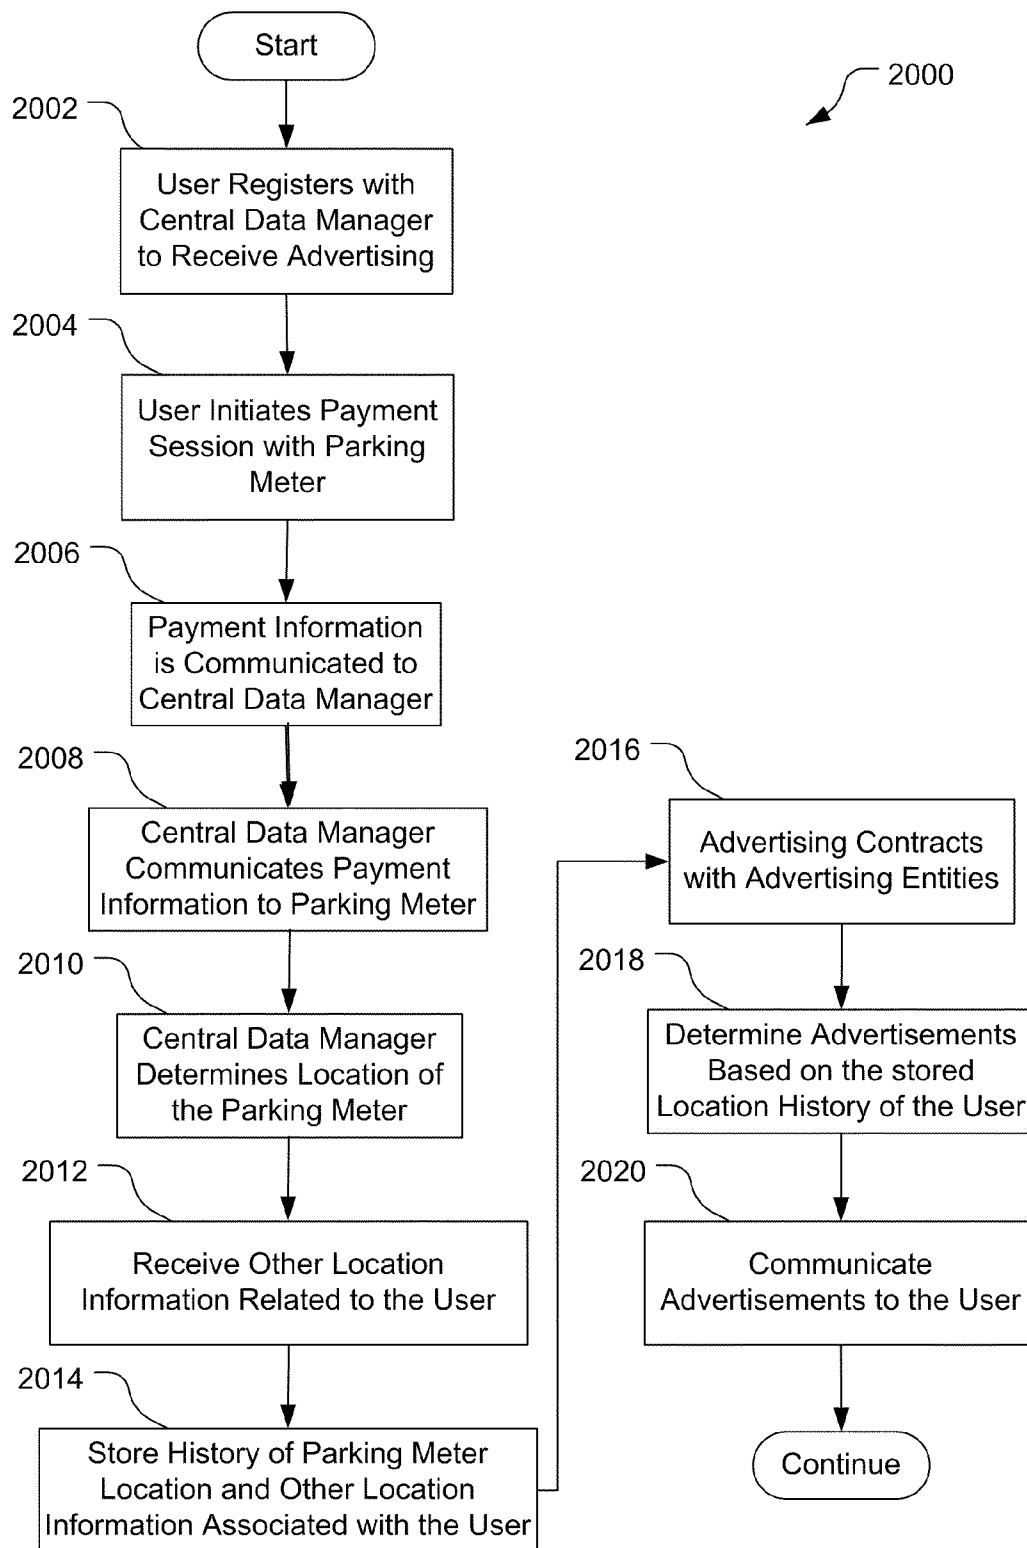 Start
2000
2002
User Registers with
Central Data Manager
to Receive Advertising
2004
User Initiates Payment
Session with Parking
Meter
2006
Payment Information
is Communicated to
Central Data Manager
2008
Central Data Manager
Communicates Payment
Information to Parking Meter
2010
Central Data Manager
Determines Location of
the Parking Meter
2012
Receive Other Location
Information Related to the User
2014
Store History of Parking Meter
Location and Other Location
Information Associated with the User
2016
Advertising Contracts
with Advertising Entities
2018
Determine Advertisements
Based on the stored
Location History of the User
2020
Communicate
Advertisements to the User
Continue